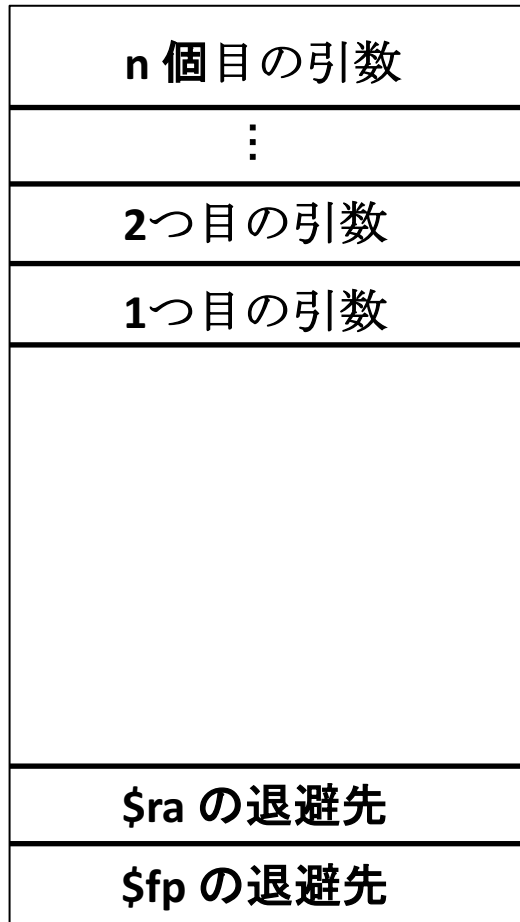 n 個目の引数
⋮
2つ目の引数
1つ目の引数
$ra の退避先
$fp の退避先